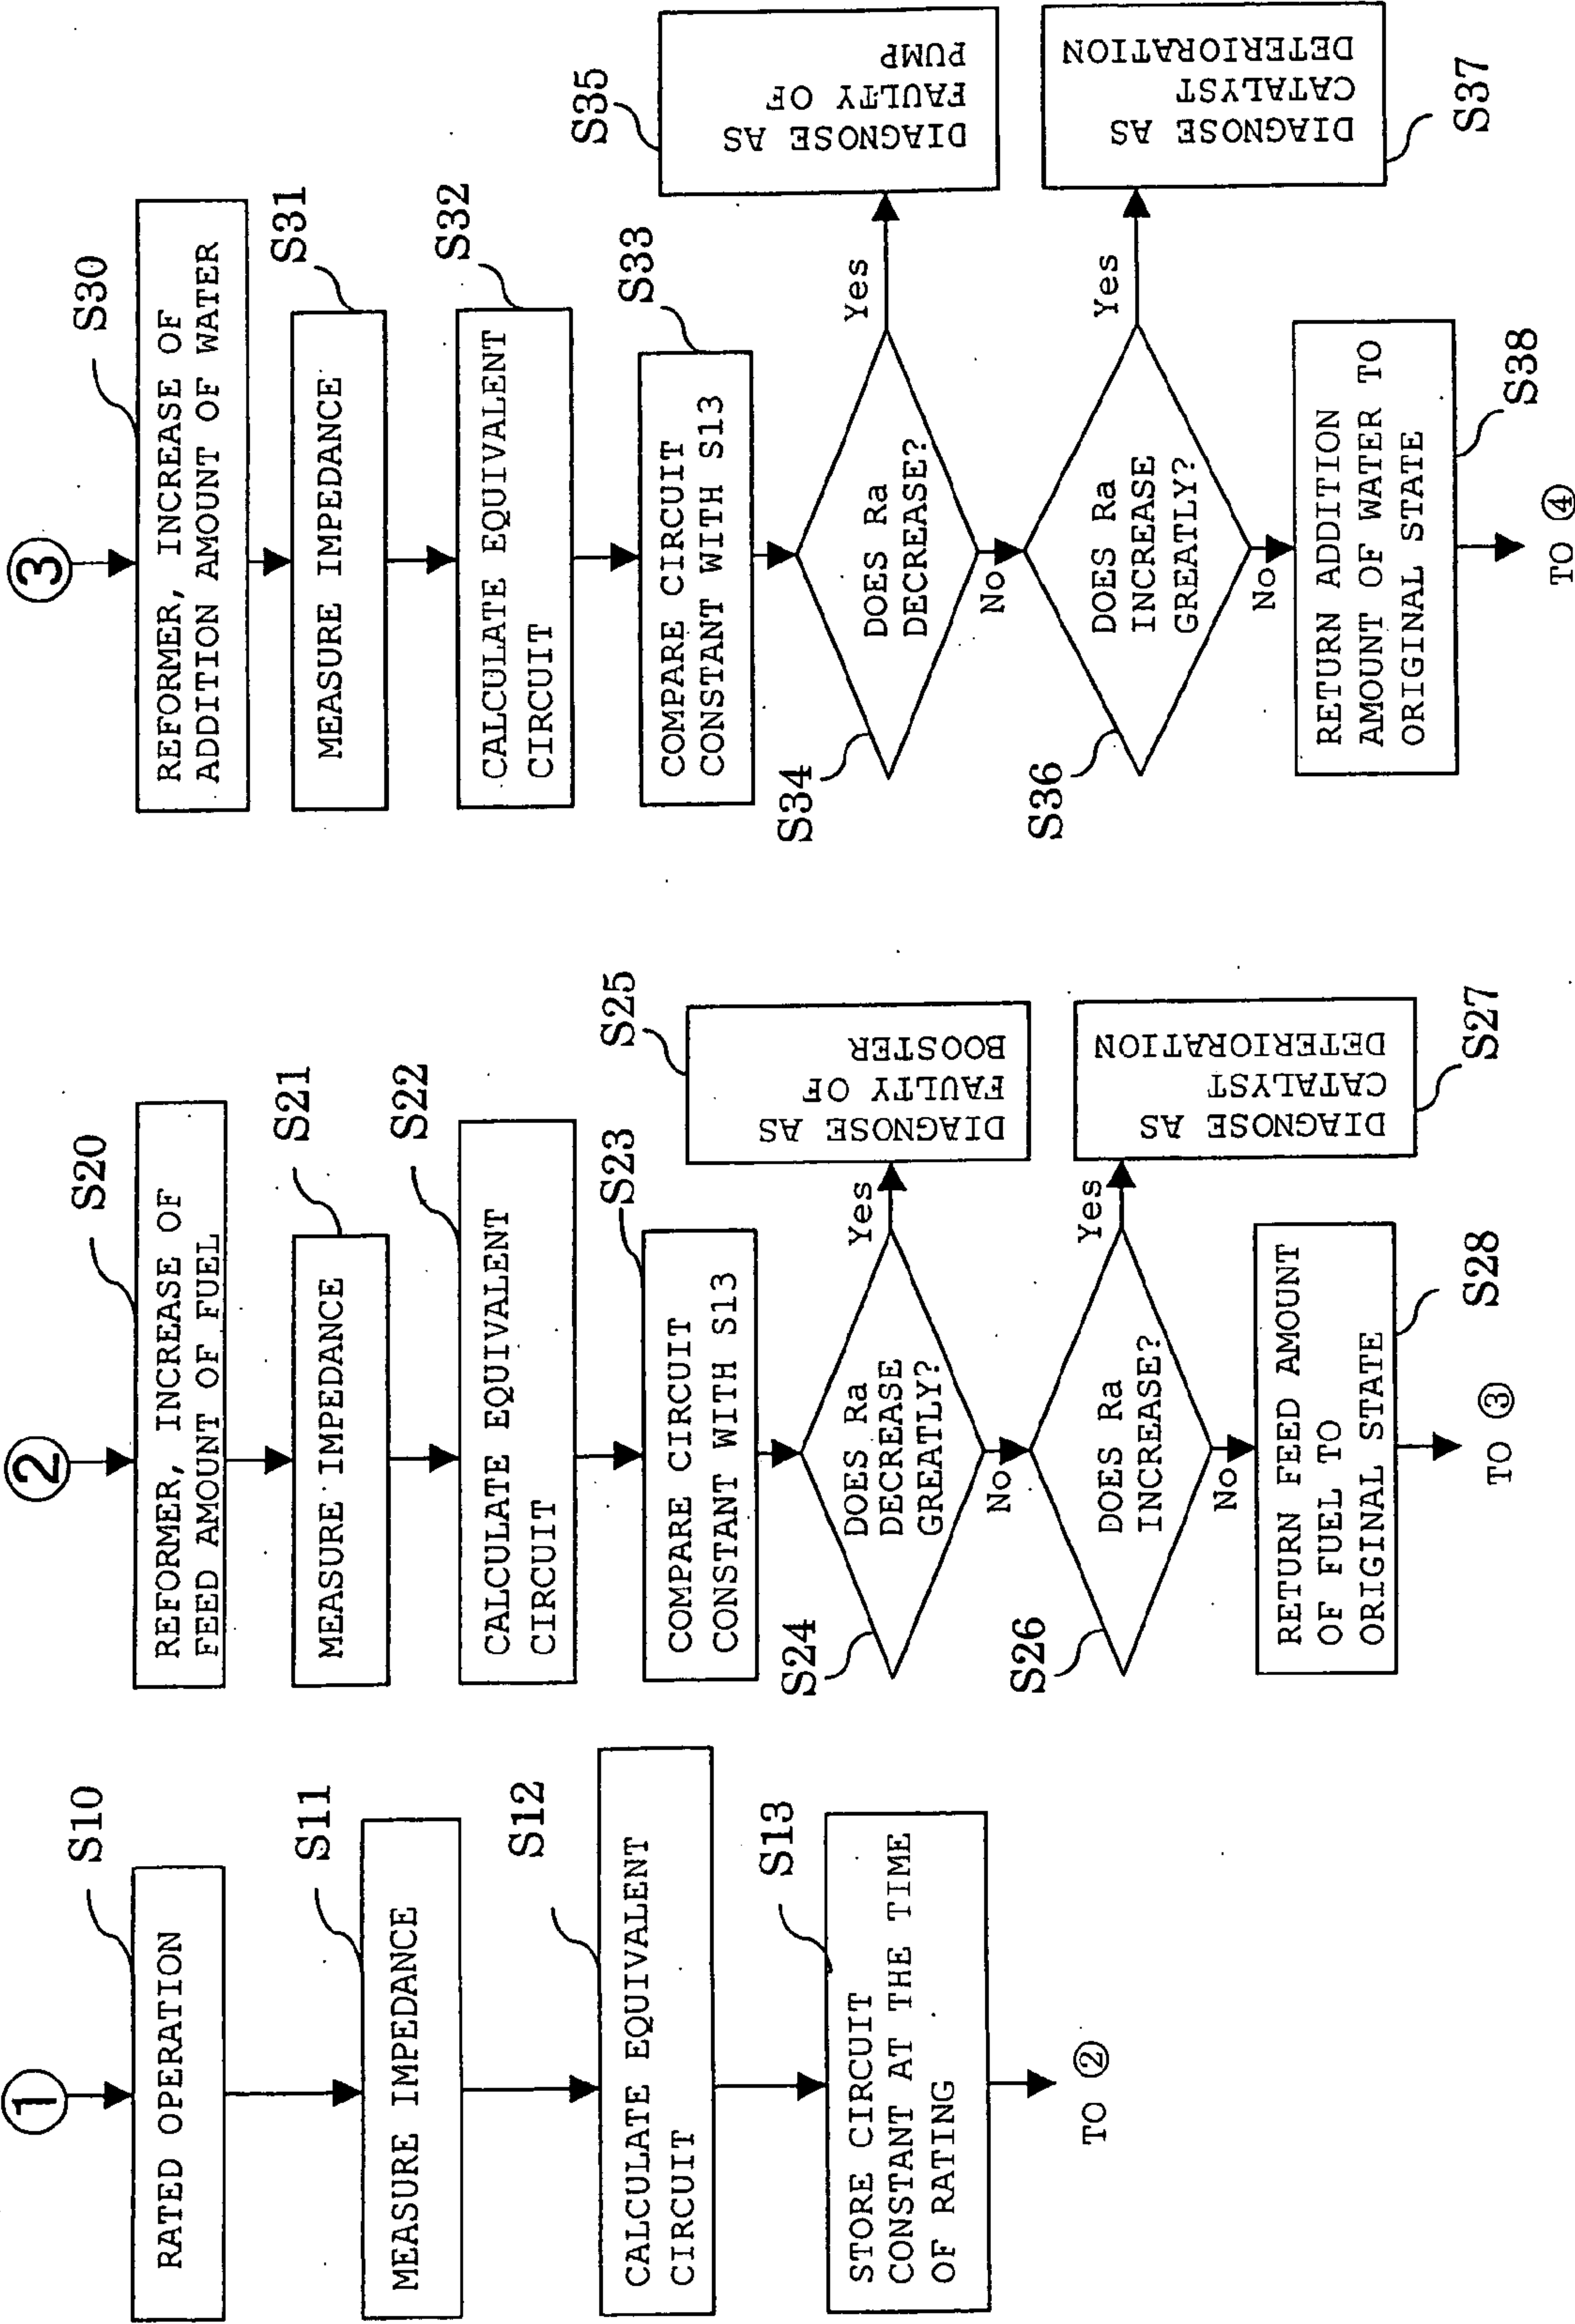 ①
S10
RATED OPERATION
S11
MEASURE IMPEDANCE
S12
CALCULATE EQUIVALENT
CIRCUIT
S13
STORE CIRCUIT
CONSTANT AT THE TIME
OF RATING
TO ②
②
S20
REFORMER, INCREASE OF
FEED AMOUNT OF FUEL
S21
MEASURE IMPEDANCE
S22
CALCULATE EQUIVALENT
CIRCUIT
S23
COMPARE CIRCUIT
CONSTANT WITH S13
S24
DOES Ra
DECREASE
GREATLY?
Yes
S25
DIAGNOSE AS
FAULTY OF
BOOSTER
No
S26
DOES Ra
INCREASE?
Yes
DIAGNOSE AS
CATALYST
DETERIORATION
S27
No
RETURN FEED AMOUNT
OF FUEL TO
ORIGINAL STATE
S28
TO ③
③
S30
REFORMER, INCREASE OF
ADDITION AMOUNT OF WATER
S31
MEASURE IMPEDANCE
S32
CALCULATE EQUIVALENT
CIRCUIT
S33
COMPARE CIRCUIT
CONSTANT WITH S13
S34
DOES Ra
DECREASE?
Yes
S35
DIAGNOSE AS
FAULTY OF
PUMP
No
S36
DOES Ra
INCREASE
GREATLY?
Yes
DIAGNOSE AS
CATALYST
DETERIORATION
S37
No
RETURN ADDITION
AMOUNT OF WATER TO
ORIGINAL STATE
S38
TO ④